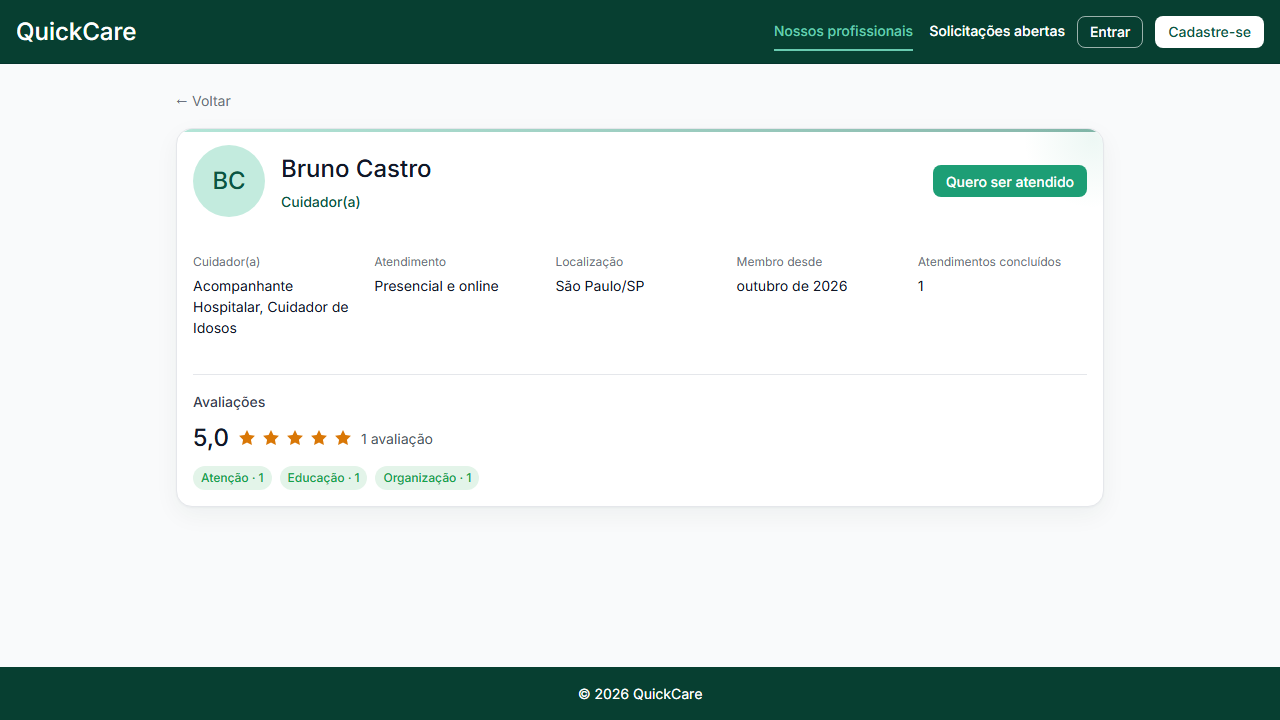 QuickCare
Nossos profissionais
Solicitações abertas
Entrar
Cadastre-se
← Voltar
BC
Bruno Castro
Cuidador(a)
Quero ser atendido
Cuidador(a)
Acompanhante
Hospitalar, Cuidador de
Idosos
Atendimento
Presencial e online
Localização
São Paulo/SP
Membro desde
outubro de 2026
Atendimentos concluídos
1
Avaliações
5,0
1 avaliação
Atenção · 1
Educação · 1
Organização · 1
© 2026 QuickCare